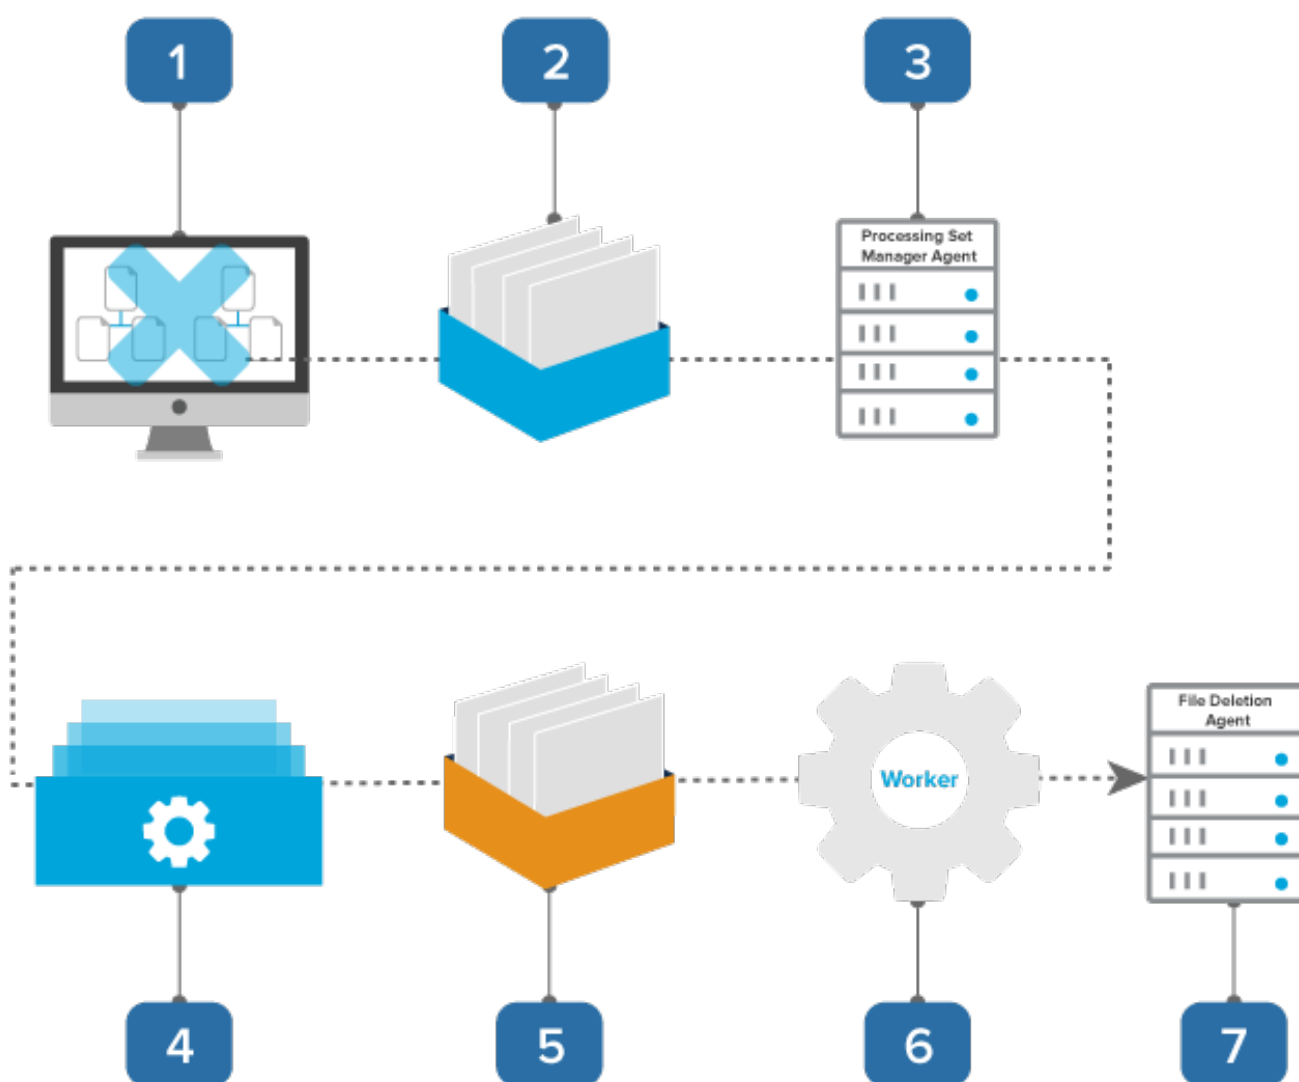 1
2
3
Processing Set
Manager Agent
File Deletion
Agent
Worker
4
5
6
7